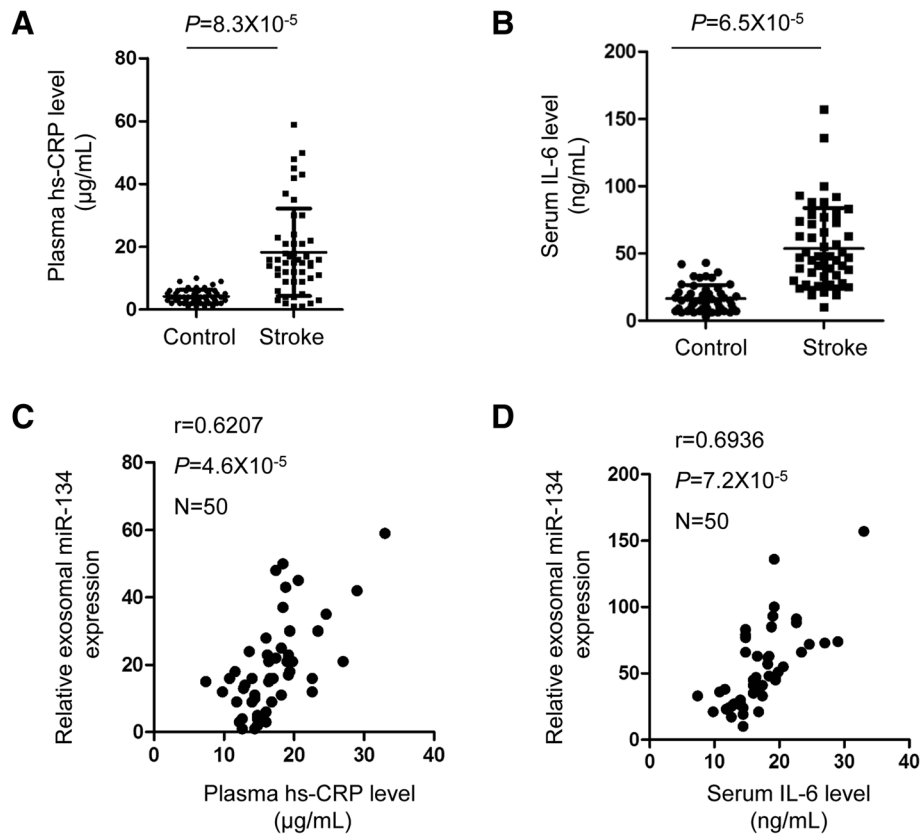 A
P=8.3X10⁻⁵
Plasma hs-CRP level
(µg/mL)
80
60
40
20
0
Control Stroke
B
P=6.5X10⁻⁵
Serum IL-6 level
(ng/mL)
200
150
100
50
0
Control Stroke
C
r=0.6207
P=4.6X10⁻⁵
N=50
Relative exosomal miR-134
expression
80
60
40
20
0
0 10 20 30 40
Plasma hs-CRP level
(µg/mL)
D
r=0.6936
P=7.2X10⁻⁵
N=50
Relative exosomal miR-134
expression
200
150
100
50
0
0 10 20 30 40
Serum IL-6 level
(ng/mL)